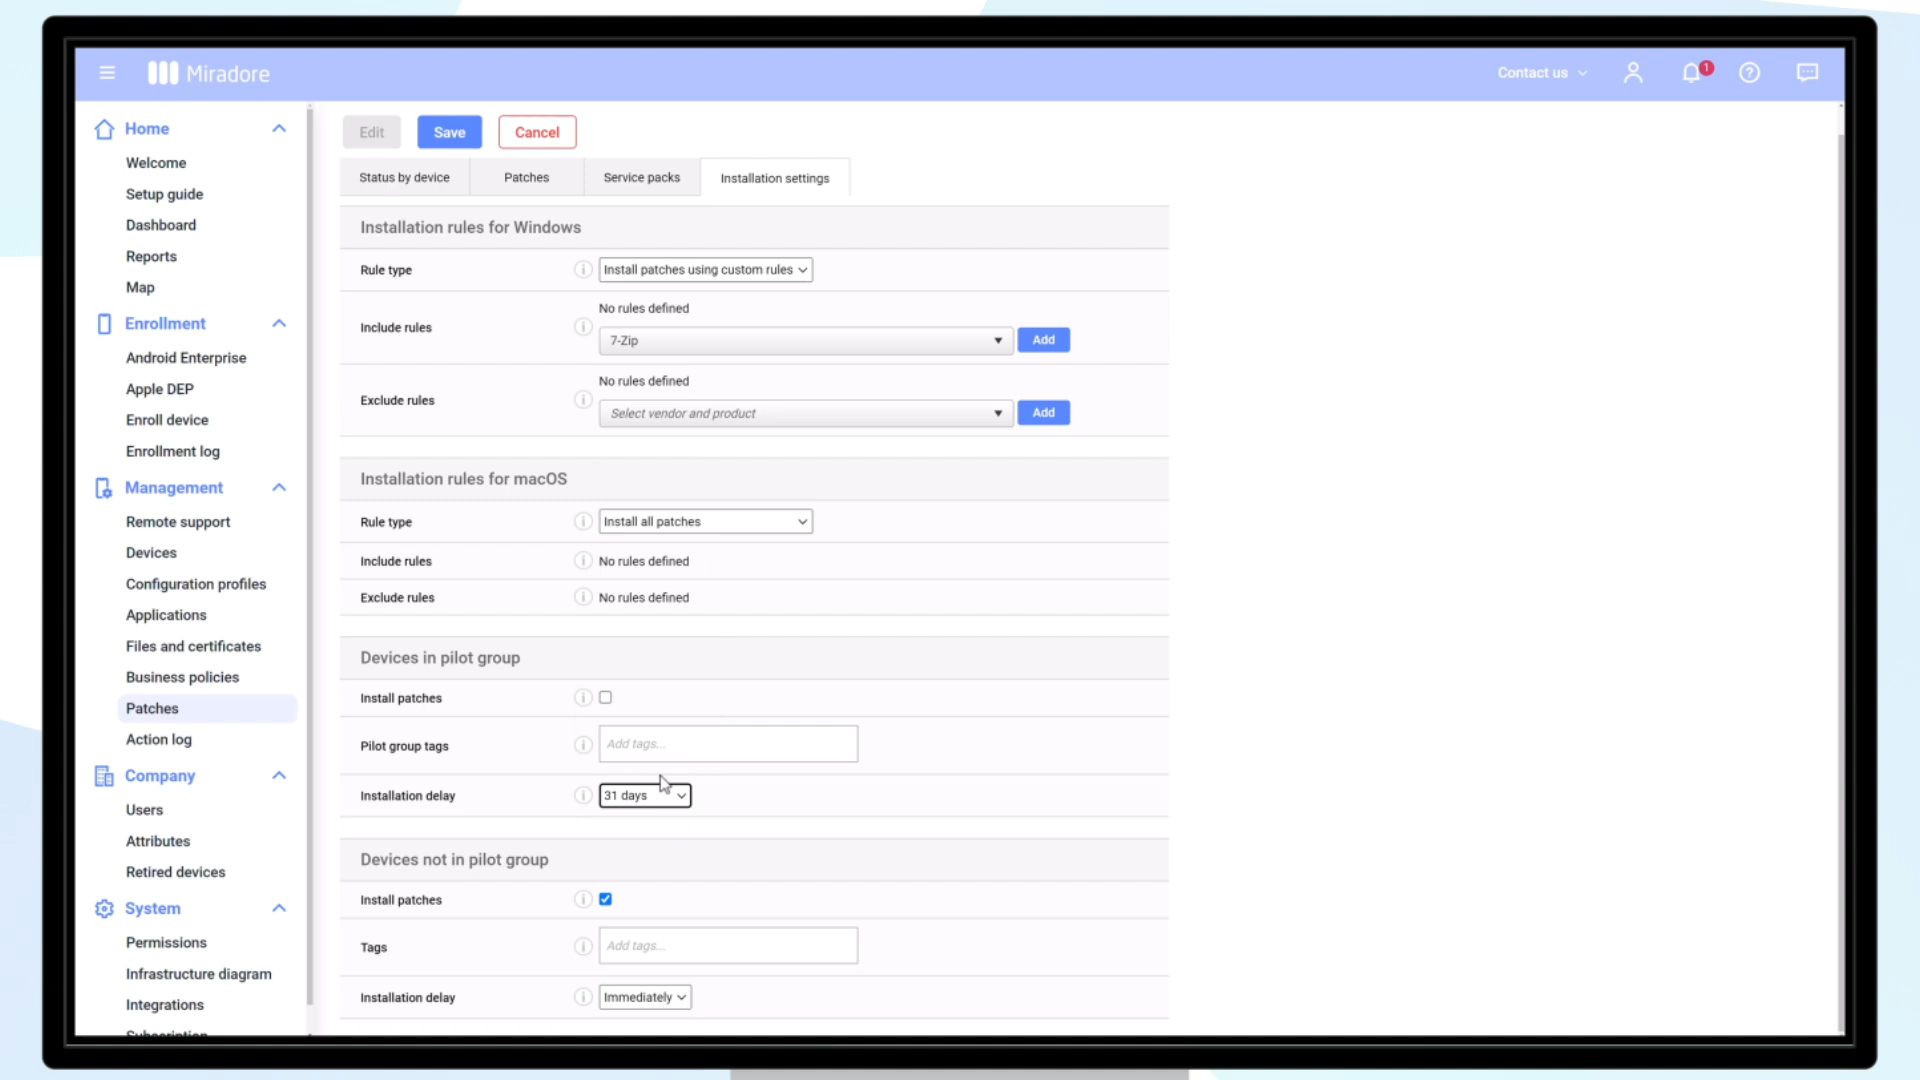 Miradore
Contact us
1
Home
Welcome
Setup guide
Dashboard
Reports
Map
Enrollment
Android Enterprise
Apple DEP
Enroll device
Enrollment log
Management
Remote support
Devices
Configuration profiles
Applications
Files and certificates
Business policies
Patches
Action log
Company
Users
Attributes
Retired devices
System
Permissions
Infrastructure diagram
Integrations
Subscription
Edit
Save
Cancel
Status by device
Patches
Service packs
Installation settings
Installation rules for Windows
Rule type
Install patches using custom rules
Include rules
No rules defined
7-Zip
Add
Exclude rules
No rules defined
Select vendor and product
Add
Installation rules for macOS
Rule type
Install all patches
Include rules
No rules defined
Exclude rules
No rules defined
Devices in pilot group
Install patches
Pilot group tags
Add tags...
Installation delay
31 days
Devices not in pilot group
Install patches
Tags
Add tags...
Installation delay
Immediately